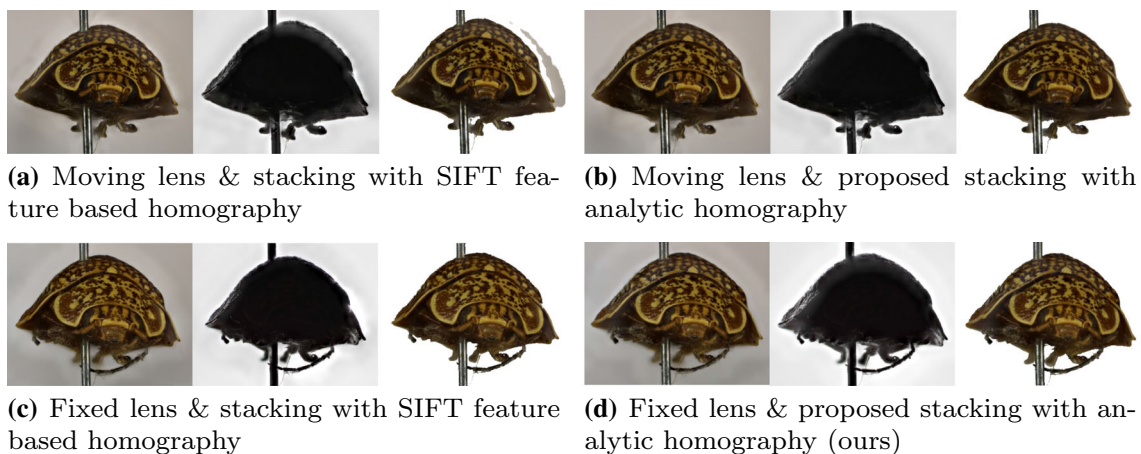 (a) Moving lens & stacking with SIFT fea-
ture based homography
(b) Moving lens & proposed stacking with
analytic homography
(c) Fixed lens & stacking with SIFT feature
based homography
(d) Fixed lens & proposed stacking with an-
alytic homography (ours)